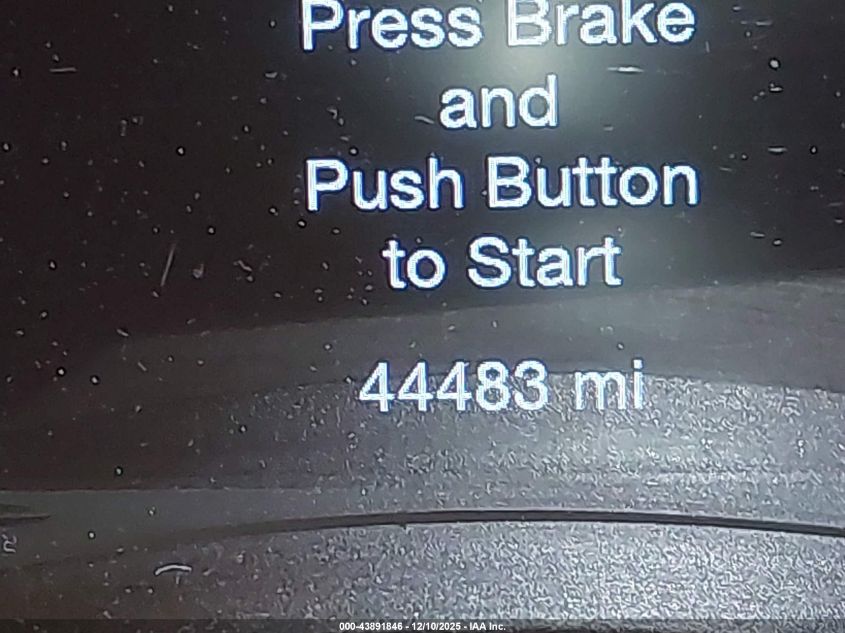 Press Brake
and
Push Button
to Start
44483 mi
000-43891846 - 12/10/2025 - IAA Inc.